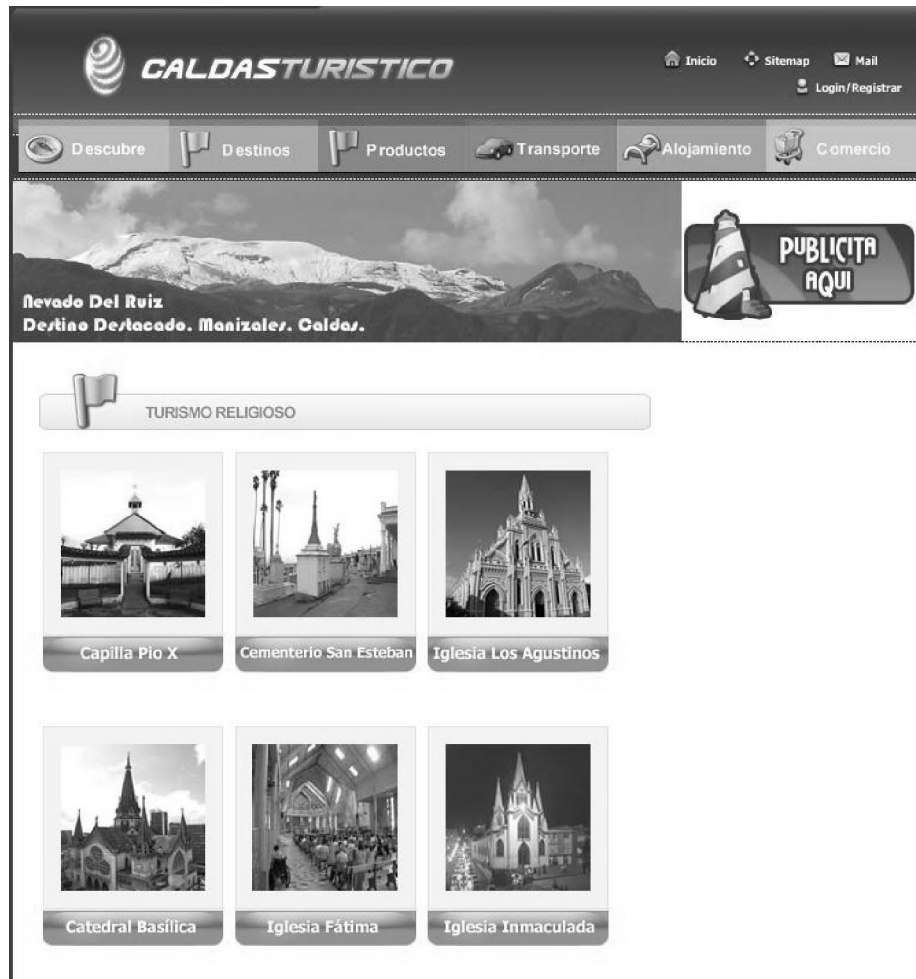 CALDASTURISTICO
Inicio Sitemap Mail
Login/Registrar
Descubre Destinos Productos Transporte Alojamiento Comercio
Nevado Del Ruiz
Destino Destacado. Manizales. Caldas.
PUBLICITA
AQUI
TURISMO RELIGIOSO
Capilla Pio X Cementerio San Esteban Iglesia Los Agustinos
Catedral Basílica Iglesia Fátima Iglesia Inmaculada